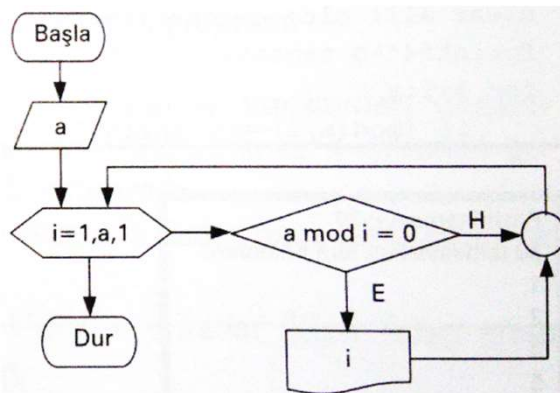 Başla
a
i=1,a,1
a mod i = 0
H
E
i
Dur